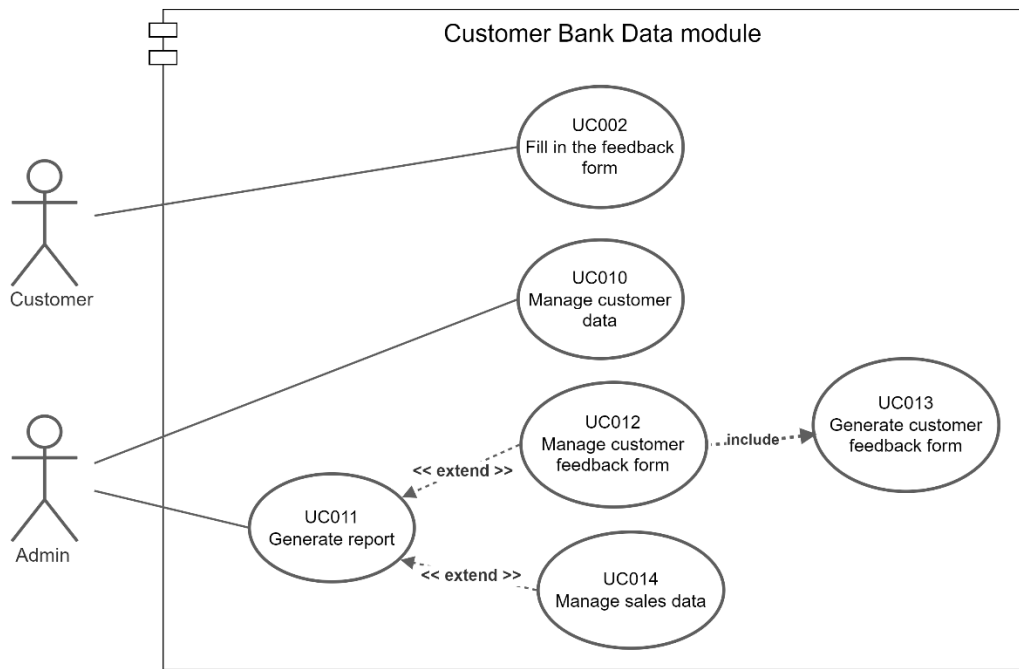 Customer Bank Data module
UC002
Fill in the feedback
form
Customer
UC010
Manage customer
data
UC012
Manage customer
feedback form
include
UC013
Generate customer
feedback form
<< extend >>
UC011
Generate report
Admin
<< extend >>
UC014
Manage sales data